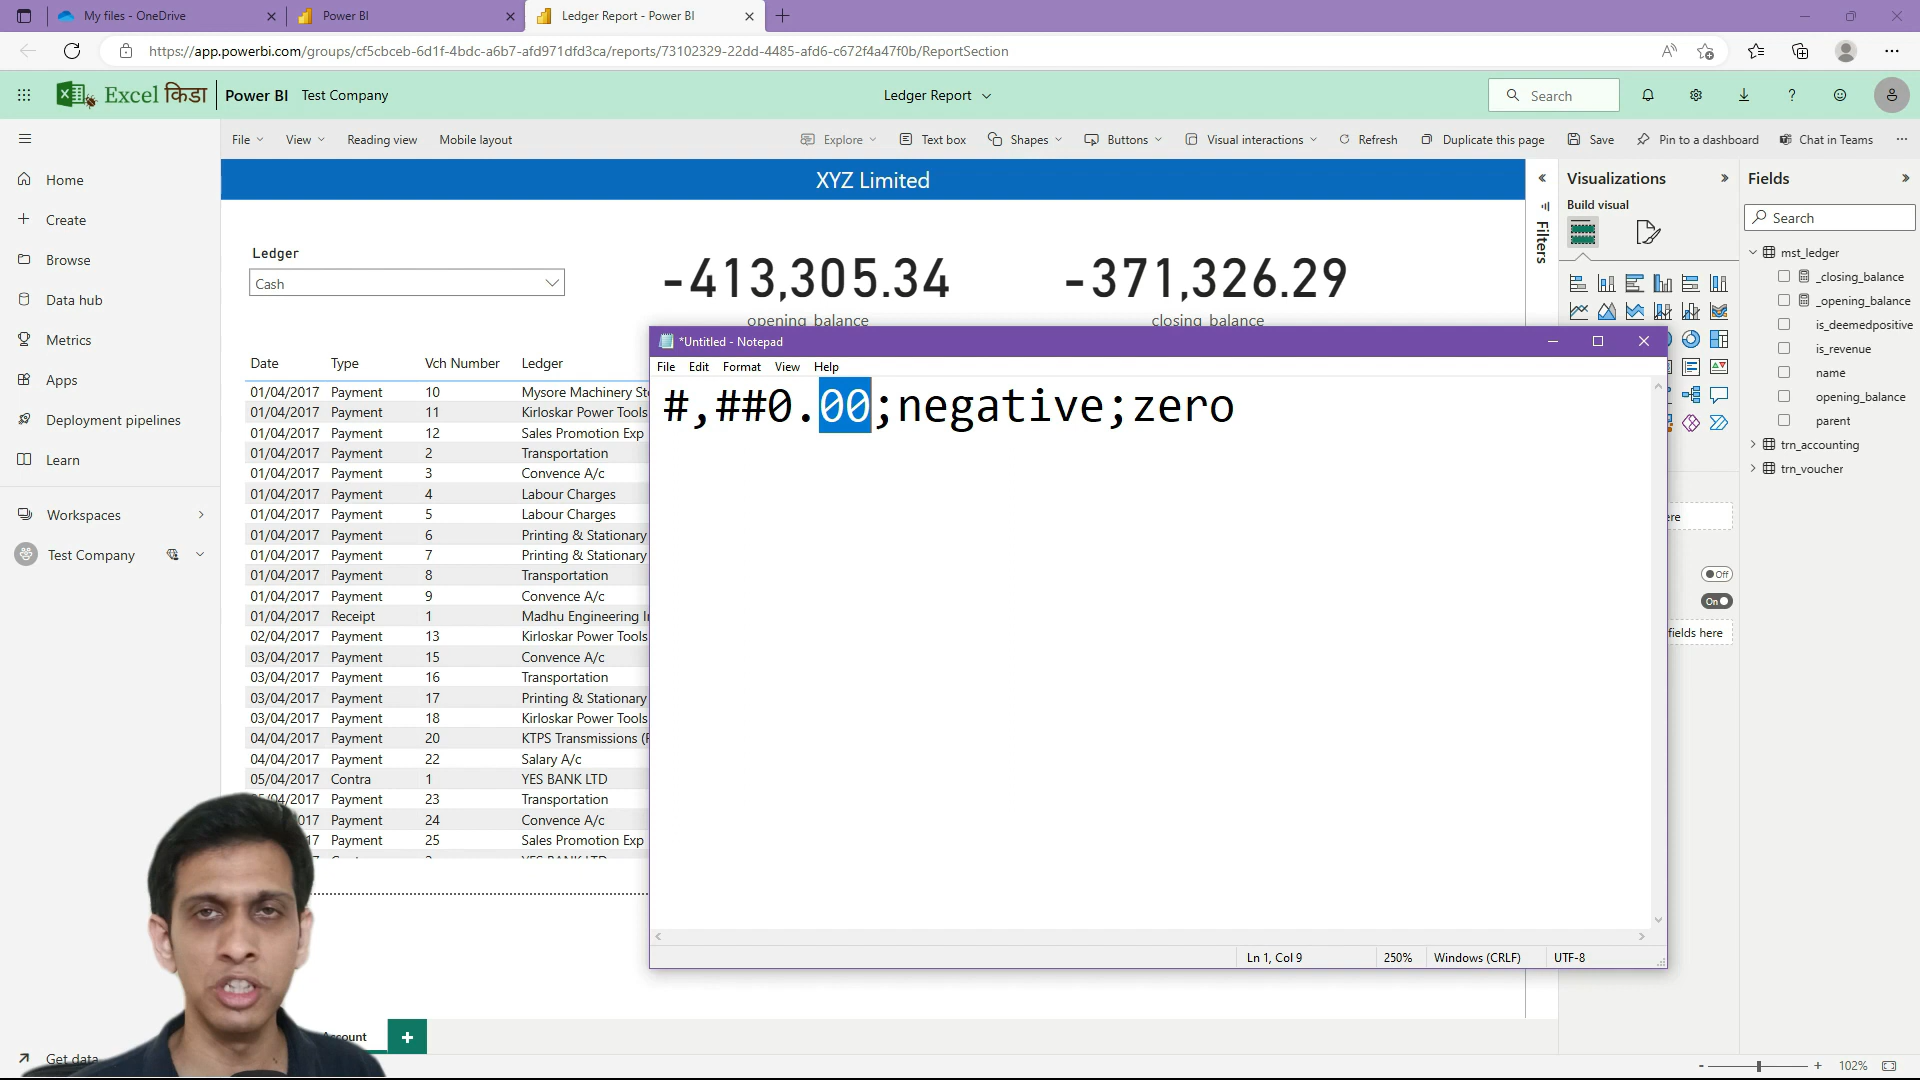 My files - OneDrive
Power BI
Ledger Report - Power BI
https://app.powerbi.com/groups/cf5cbceb-6d1f-4bdc-a6b7-afd971dfd3ca/reports/73102329-22dd-4485-afd6-c672f4a47f0b/ReportSection
Excel किडा
Power BI Test Company
Ledger Report
Search
File View Reading view Mobile layout
Explore Text box Shapes Buttons Visual interactions Refresh Duplicate this page Save Pin to a dashboard Chat in Teams
Home
Create
Browse
Data hub
Metrics
Apps
Deployment pipelines
Learn
Workspaces
Test Company
Get data
XYZ Limited
Ledger
Cash
-413,305.34
opening_balance
-371,326.29
closing_balance
Date Type Vch Number Ledger
01/04/2017 Payment 10 Mysore Machinery
01/04/2017 Payment 11 Kirloskar Power Tools
01/04/2017 Payment 12 Sales Promotion Exp
01/04/2017 Payment 2 Transportation
01/04/2017 Payment 3 Convence A/c
01/04/2017 Payment 4 Labour Charges
01/04/2017 Payment 5 Labour Charges
01/04/2017 Payment 6 Printing & Stationary
01/04/2017 Payment 7 Printing & Stationary
01/04/2017 Payment 8 Transportation
01/04/2017 Payment 9 Convence A/c
01/04/2017 Receipt 1 Madhu Engineering
02/04/2017 Payment 13 Kirloskar Power Tools
03/04/2017 Payment 15 Convence A/c
03/04/2017 Payment 16 Transportation
03/04/2017 Payment 17 Printing & Stationary
03/04/2017 Payment 18 Kirloskar Power Tools
04/04/2017 Payment 20 KTPS Transmissions
04/04/2017 Payment 22 Salary A/c
05/04/2017 Contra 1 YES BANK LTD
/04/2017 Payment 23 Transportation
04/2017 Payment 24 Convence A/c
17 Payment 25 Sales Promotion Exp
*Untitled - Notepad
File Edit Format View Help
#,##0.00;negative;zero
Ln 1, Col 9 250% Windows (CRLF) UTF-8
Filters
Visualizations
Build visual
Off
On
fields here
Fields
Search
mst_ledger
_closing_balance
_opening_balance
is_deemedpositive
is_revenue
name
opening_balance
parent
trn_accounting
trn_voucher
102%